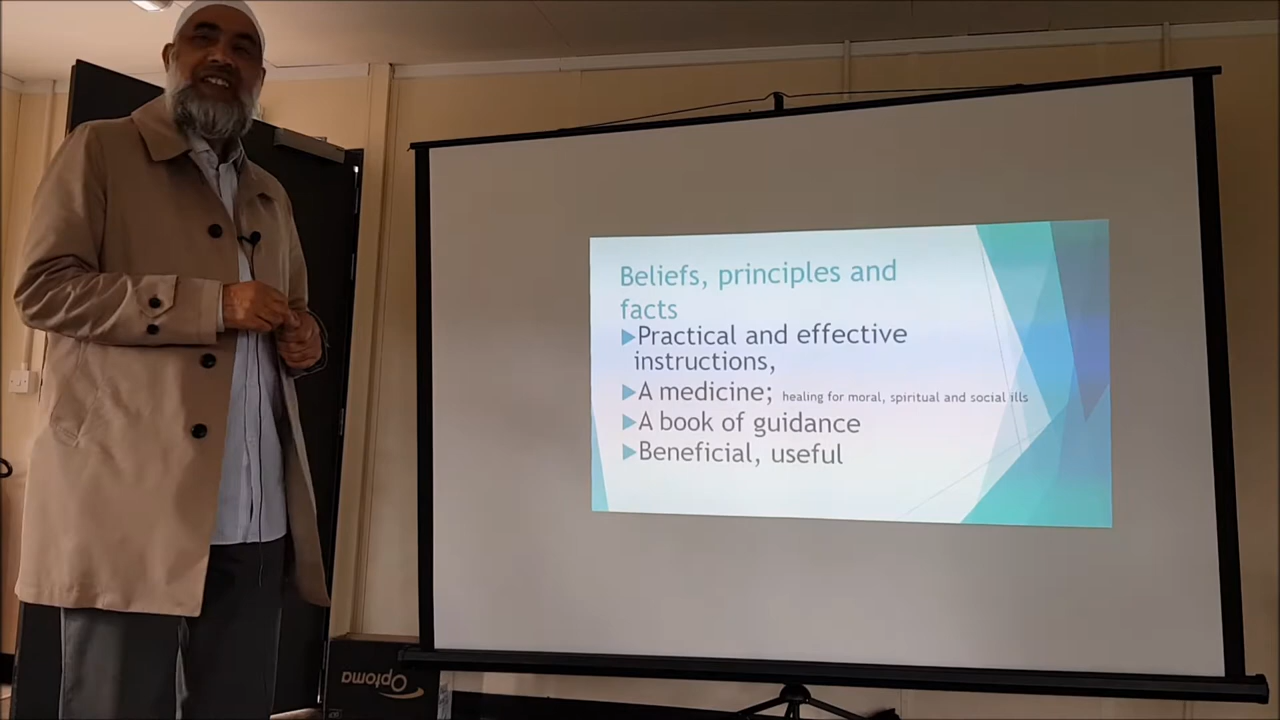 Beliefs, principles and
facts
Practical and effective
instructions,
A medicine; healing for moral, spiritual and social ills
A book of guidance
Beneficial, useful
Optoma